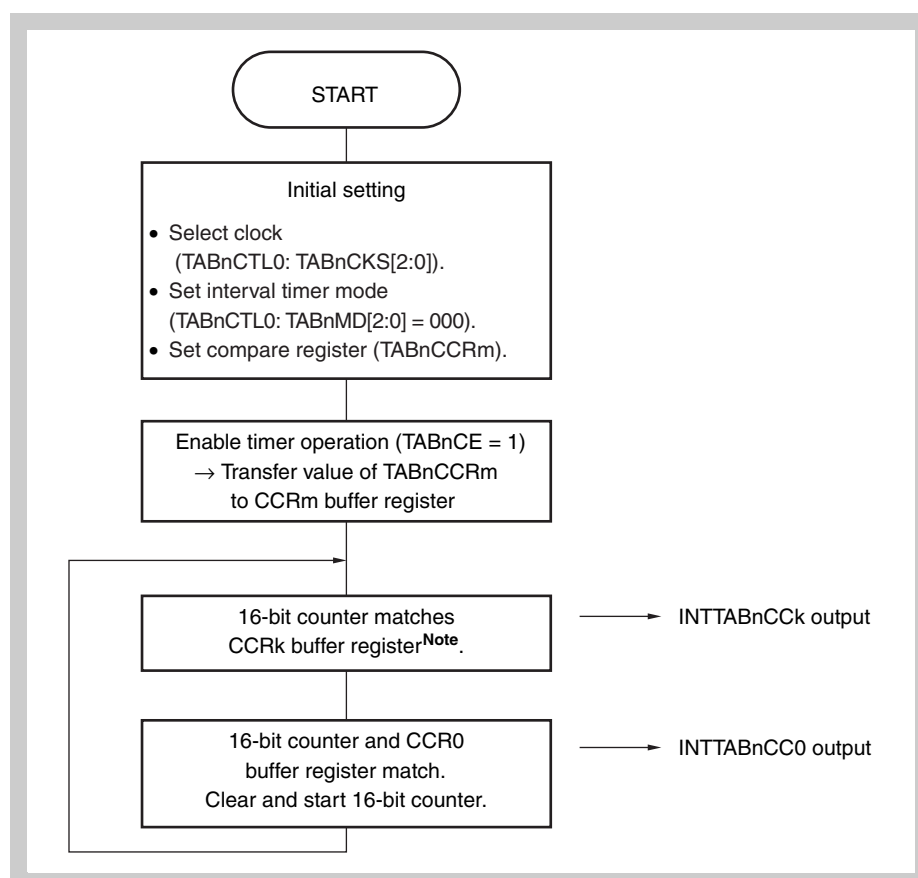 START
Initial setting
• Select clock
(TABnCTL0: TABnCKS[2:0]).
• Set interval timer mode
(TABnCTL0: TABnMD[2:0] = 000).
• Set compare register (TABnCCRm).
Enable timer operation (TABnCE = 1)
→ Transfer value of TABnCCRm
to CCRm buffer register
16-bit counter matches
CCRk buffer registerNote.
INTTABnCCk output
16-bit counter and CCR0
buffer register match.
Clear and start 16-bit counter.
INTTABnCC0 output